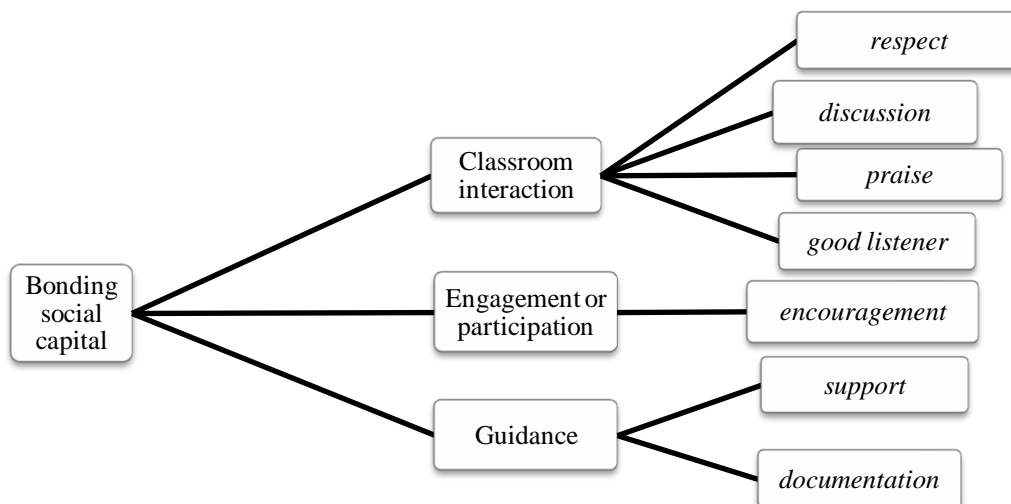 Bonding
social
capital
Classroom
interaction
respect
discussion
praise
good listener
Engagement or
participation
encouragement
Guidance
support
documentation